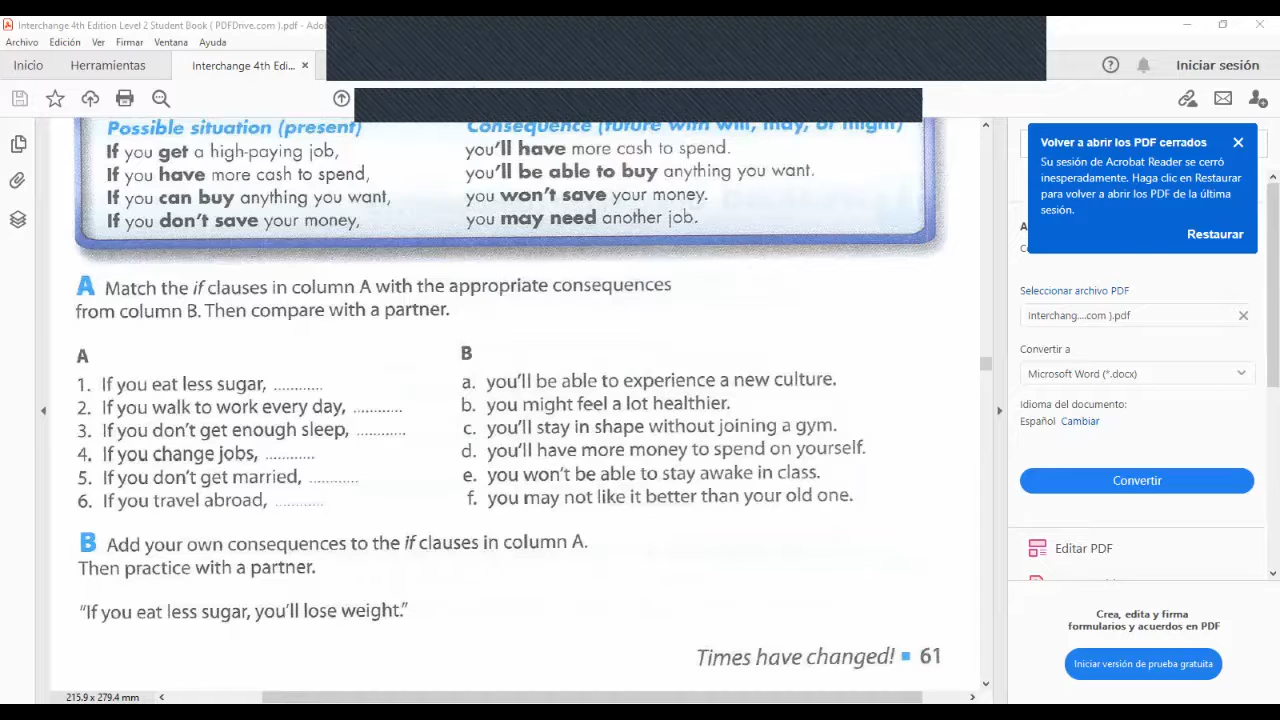 Interchange 4th Edition Level 2 Student Book ( PDFDrive.com ).pdf - Ado
Archivo Edición Ver Firmar Ventana Ayuda
Inicio Herramientas Interchange 4th Edi... × Iniciar sesión
Possible situation (present) Consequence (future with will, may, or might)
If you get a high-paying job, you'll have more cash to spend.
If you have more cash to spend, you'll be able to buy anything you want.
If you can buy anything you want, you won't save your money.
If you don't save your money, you may need another job.
A Match the if clauses in column A with the appropriate consequences
from column B. Then compare with a partner.
A B
1. If you eat less sugar, ............ a. you'll be able to experience a new culture.
2. If you walk to work every day, ............ b. you might feel a lot healthier.
3. If you don't get enough sleep, ............ c. you'll stay in shape without joining a gym.
4. If you change jobs, ............ d. you'll have more money to spend on yourself.
5. If you don't get married, ............ e. you won't be able to stay awake in class.
6. If you travel abroad, ............ f. you may not like it better than your old one.
B Add your own consequences to the if clauses in column A.
Then practice with a partner.
"If you eat less sugar, you'll lose weight."
Times have changed! ■ 61
215.9 x 279.4 mm
Volver a abrir los PDF cerrados
Su sesión de Acrobat Reader se cerró
inesperadamente. Haga clic en Restaurar
para volver a abrir los PDF de la última
sesión.
Restaurar
Seleccionar archivo PDF
Interchang....com ).pdf
Convertir a
Microsoft Word (*.docx)
Idioma del documento:
Español Cambiar
Convertir
Editar PDF
Crea, edita y firma
formularios y acuerdos en PDF
Iniciar versión de prueba gratuita